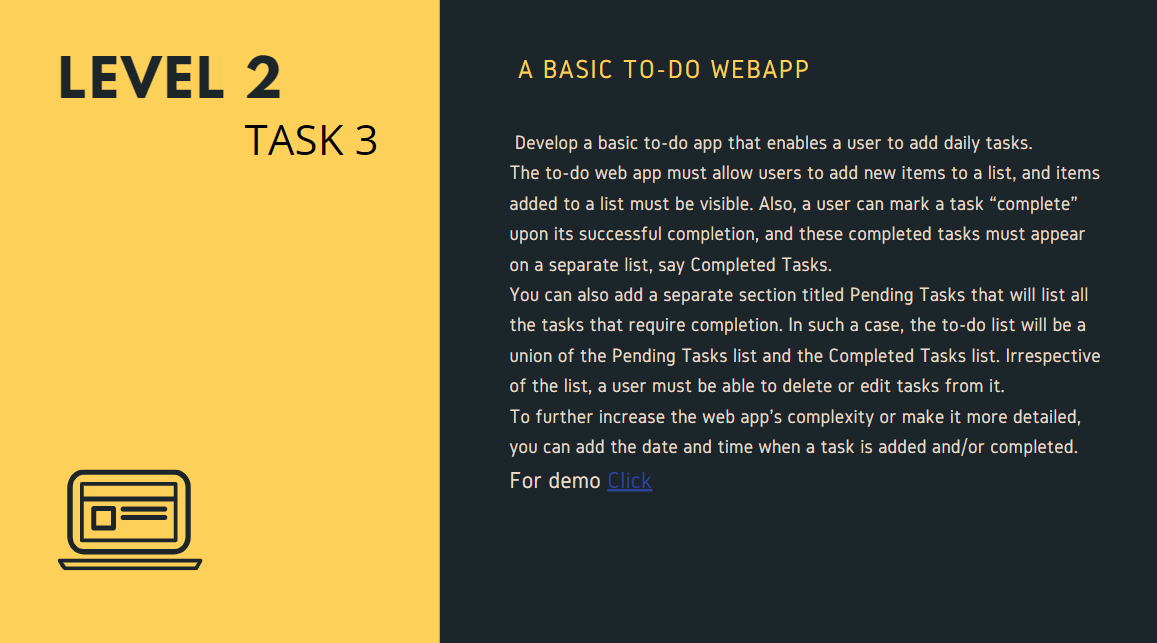 LEVEL 2
TASK 3
A BASIC TO-DO WEBAPP
Develop a basic to-do app that enables a user to add daily tasks.
The to-do web app must allow users to add new items to a list, and items
added to a list must be visible. Also, a user can mark a task “complete”
upon its successful completion, and these completed tasks must appear
on a separate list, say Completed Tasks.
You can also add a separate section titled Pending Tasks that will list all
the tasks that require completion. In such a case, the to-do list will be a
union of the Pending Tasks list and the Completed Tasks list. Irrespective
of the list, a user must be able to delete or edit tasks from it.
To further increase the web app’s complexity or make it more detailed,
you can add the date and time when a task is added and/or completed.
For demo Click